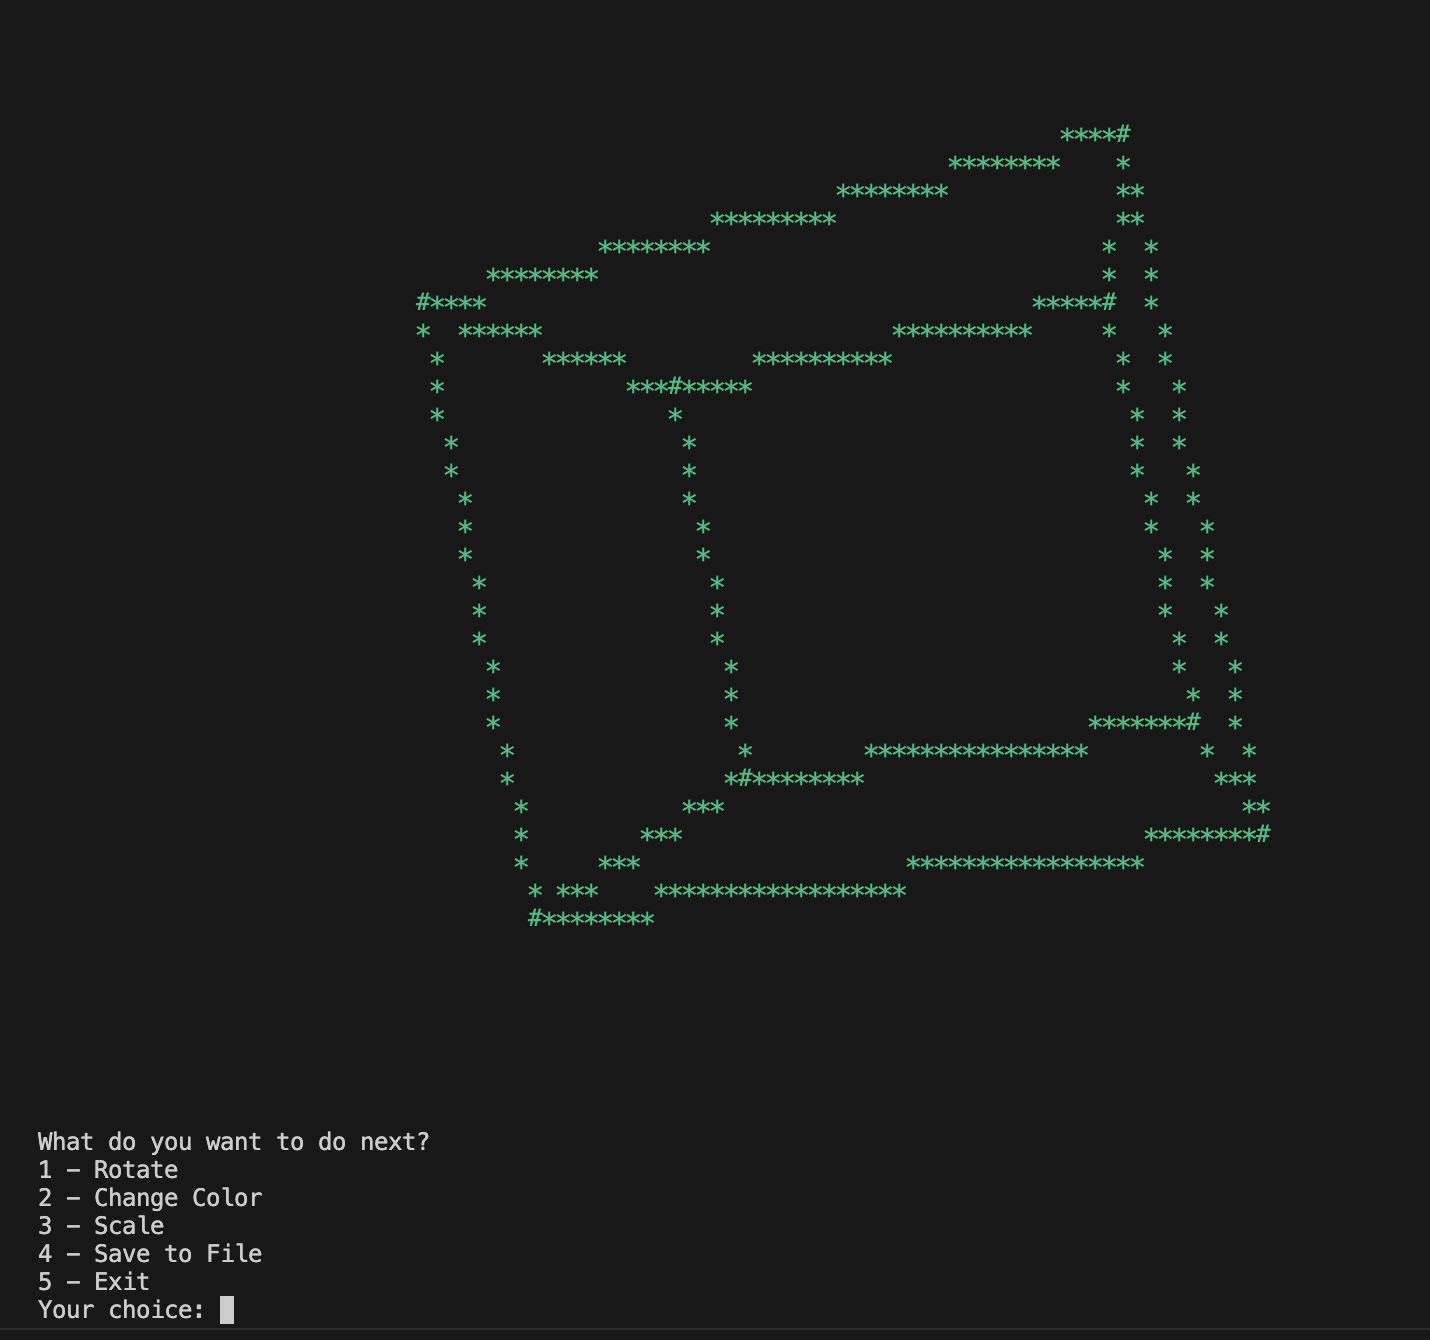 What do you want to do next?
1 – Rotate
2 – Change Color
3 – Scale
4 – Save to File
5 – Exit
Your choice: